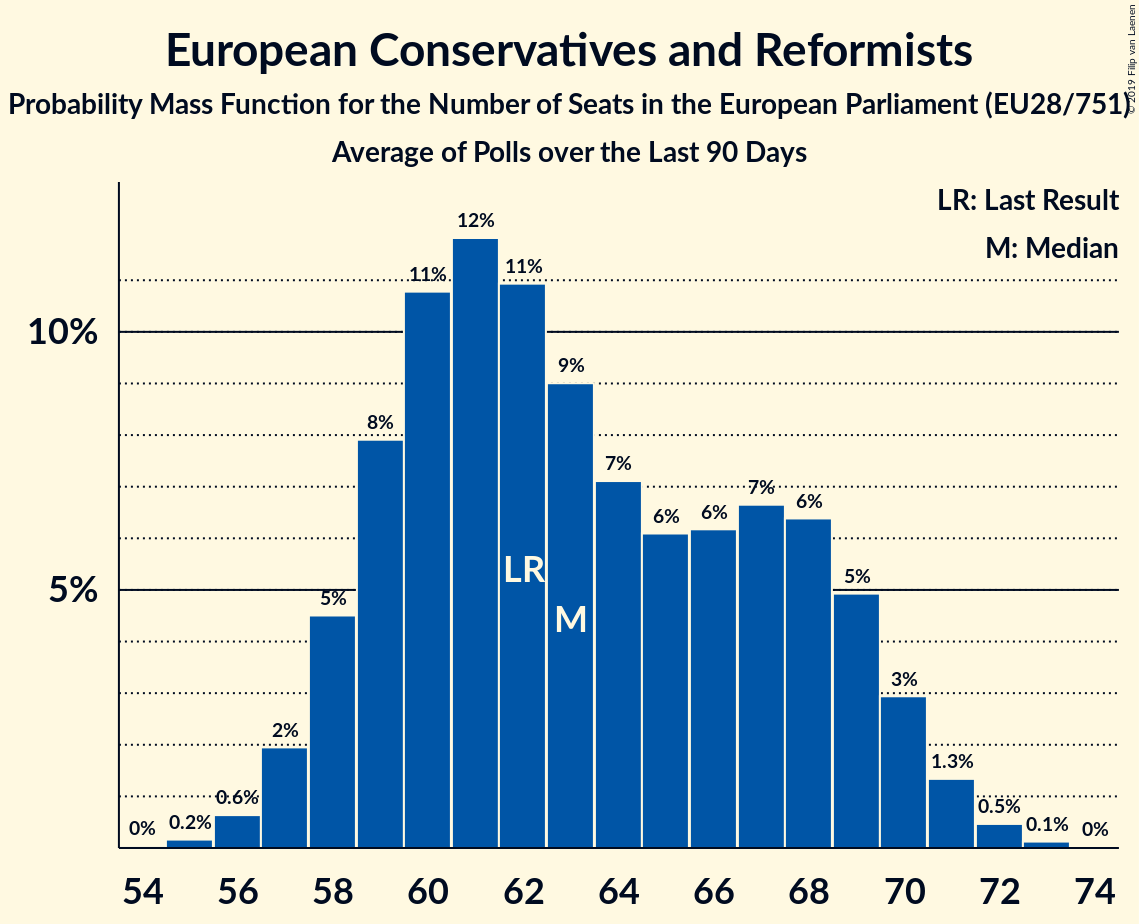 European Conservatives and Reformists
Probability Mass Function for the Number of Seats in the European Parliament (EU28/751)
Average of Polls over the Last 90 Days
© 2019 Filip van Laenen
LR: Last Result
M: Median
10%
5%
0%
0.2%
0.6%
2%
5%
8%
11%
12%
11%
9%
7%
6%
6%
7%
6%
5%
3%
1.3%
0.5%
0.1%
0%
LR
M
54 56 58 60 62 64 66 68 70 72 74